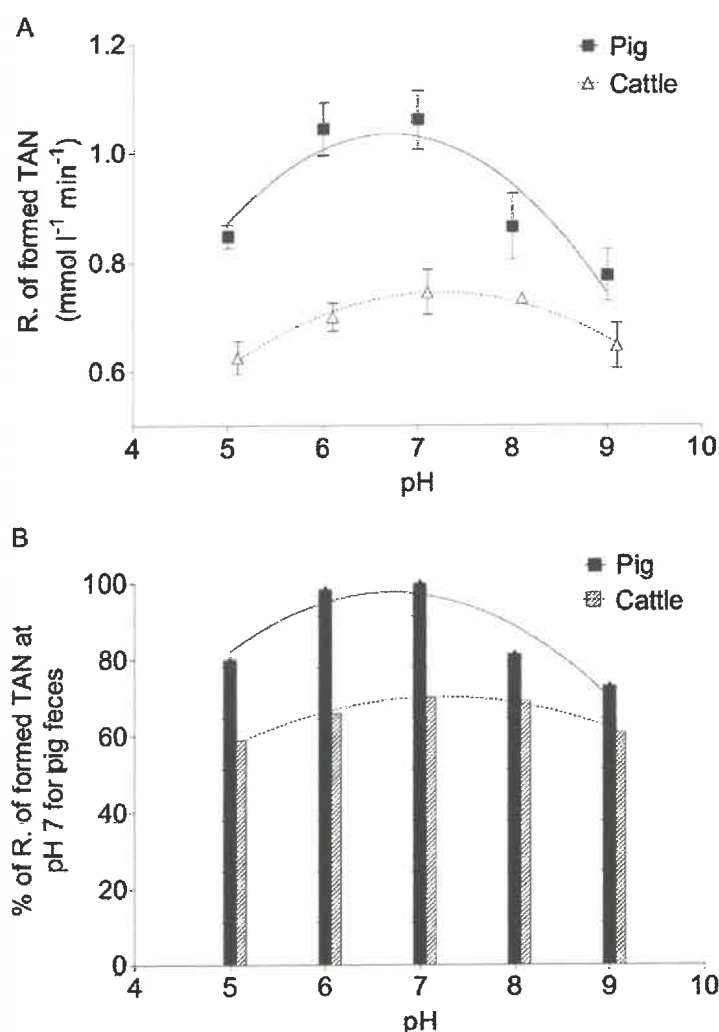 A
1.2
1.0
0.8
0.6
R. of formed TAN
(mmol l⁻¹ min⁻¹)
Pig
Cattle
4 5 6 7 8 9 10
pH
B
100
80
60
40
20
0
% of R. of formed TAN at
pH 7 for pig feces
Pig
Cattle
4 5 6 7 8 9 10
pH